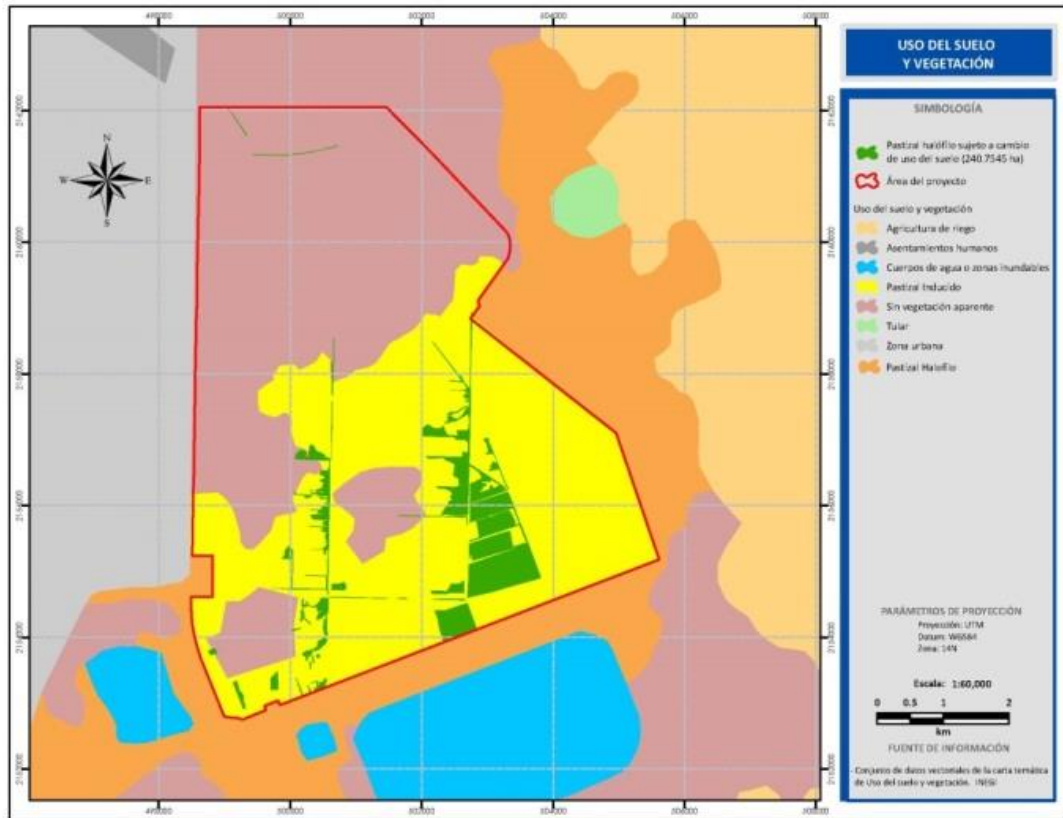 USO DEL SUELO
Y VEGETACIÓN
SIMBOLOGÍA
Pastizal halófilo sujeto a cambio
de uso del suelo (240.7545 ha)
Área del proyecto
Uso del suelo y vegetación
Agricultura de riego
Asentamientos humanos
Cuerpos de agua o zonas inundables
Pastizal Inducido
Sin vegetación aparente
Tular
Zona urbana
Pastizal Halofilo
PARÁMETROS DE PROYECCIÓN
Proyección: UTM
Datum: WGS84
Zona: 14N
Escala: 1:60,000
0 0.5 1 2
km
FUENTE DE INFORMACIÓN
- Conjunto de datos vectoriales de la carta temática
de Uso del suelo y vegetación. INEGI
N
W E
S